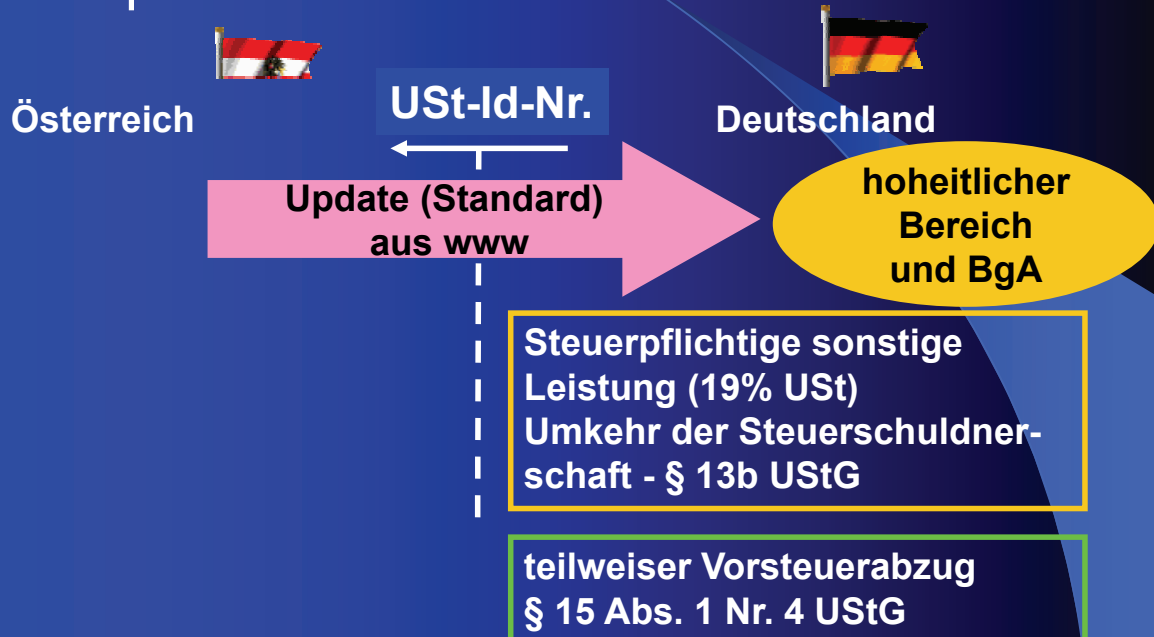 Österreich
USt-Id-Nr.
Deutschland
Update (Standard)
aus www
hoheitlicher
Bereich
und BgA
Steuerpflichtige sonstige
Leistung (19% USt)
Umkehr der Steuerschuldner-
schaft - § 13b UStG
teilweiser Vorsteuerabzug
§ 15 Abs. 1 Nr. 4 UStG